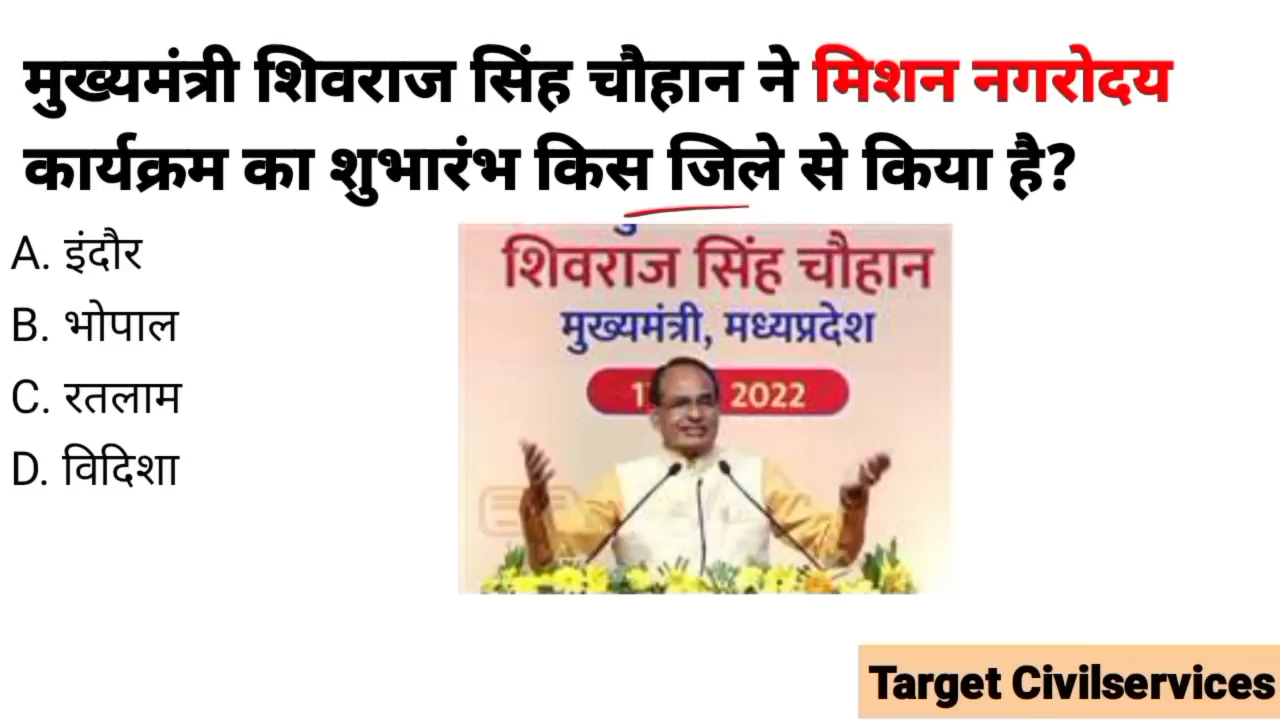 मुख्यमंत्री शिवराज सिंह चौहान ने मिशन नगरोदय
कार्यक्रम का शुभारंभ किस जिले से किया है?
A. इंदौर
B. भोपाल
C. रतलाम
D. विदिशा
शिवराज सिंह चौहान
मुख्यमंत्री, मध्यप्रदेश
2022
Target Civilservices